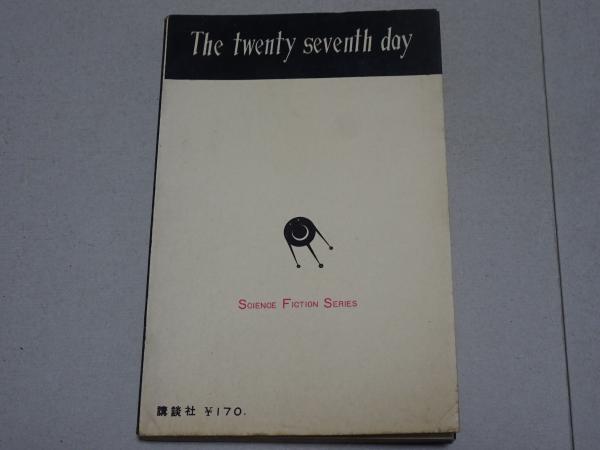 The twenty seventh day
SCIENCE FICTION SERIES
講談社 ¥170.